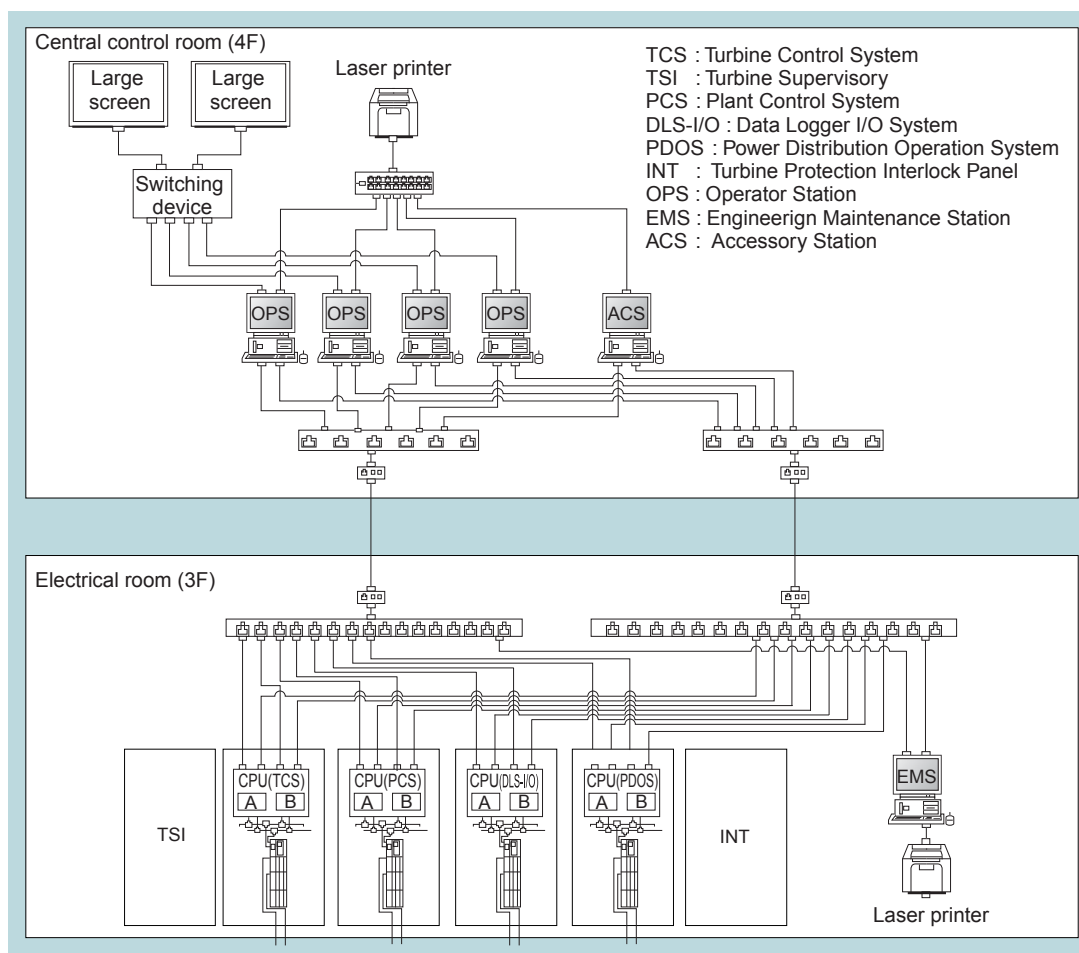 Central control room (4F)
Large
screen
Large
screen
Laser printer
TCS : Turbine Control System
TSI : Turbine Supervisory
PCS : Plant Control System
DLS-I/O : Data Logger I/O System
PDOS : Power Distribution Operation System
INT : Turbine Protection Interlock Panel
OPS : Operator Station
EMS : Engineerign Maintenance Station
ACS : Accessory Station
Switching
device
OPS
OPS
OPS
OPS
ACS
Electrical room (3F)
TSI
CPU(TCS)
A B
CPU(PCS)
A B
CPU(DLS-I/O)
A B
CPU(PDOS)
A B
INT
EMS
Laser printer